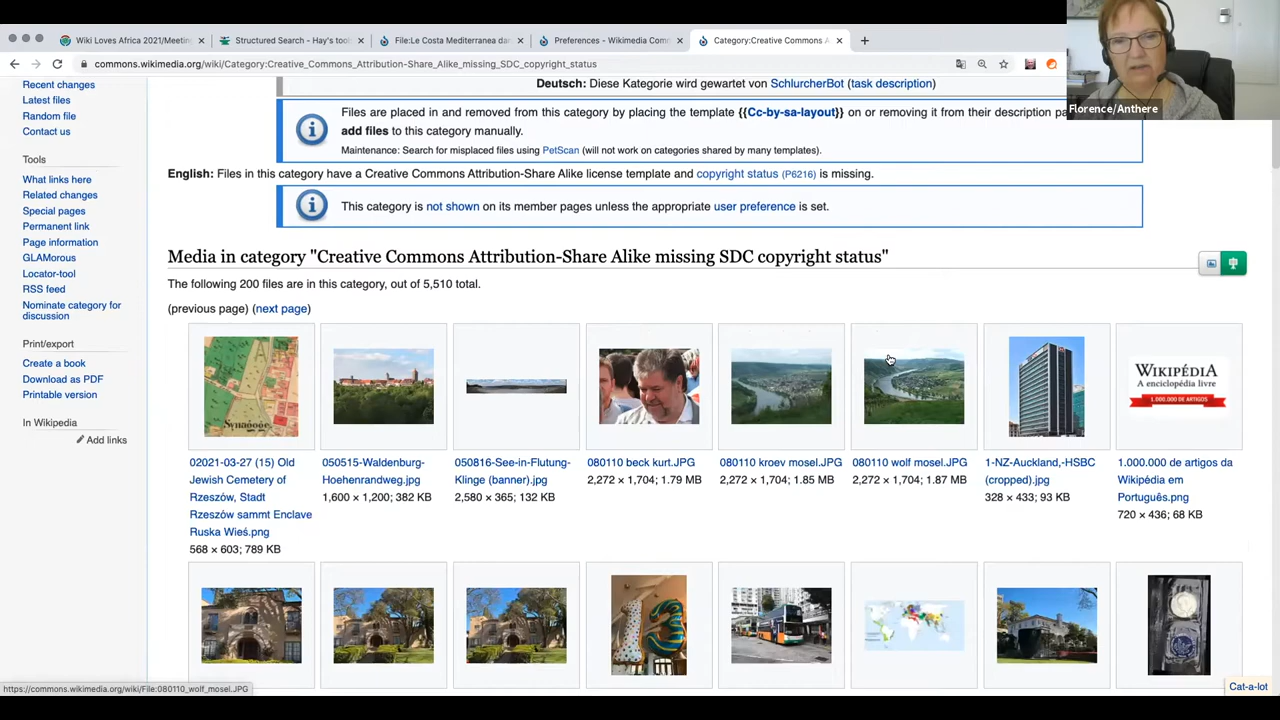 Wiki Loves Africa 2021/Meetin
Structured Search - Hay's tools
File:Le Costa Mediterranea dar
Preferences - Wikimedia Com
Category:Creative Commons A
commons.wikimedia.org/wiki/Category:Creative_Commons_Attribution-Share_Alike_missing_SDC_copyright_status
Florence/Anthere
Recent changes
Latest files
Random file
Contact us
Tools
What links here
Related changes
Special pages
Permanent link
Page information
GLAMorous
Locator-tool
RSS feed
Nominate category for
discussion
Print/export
Create a book
Download as PDF
Printable version
In Wikipedia
Add links
Deutsch: Diese Kategorie wird gewartet von SchlurcherBot (task description)
Files are placed in and removed from this category by placing the template {{Cc-by-sa-layout}} on or removing it from their description pa
add files to this category manually.
Maintenance: Search for misplaced files using PetScan (will not work on categories shared by many templates).
English: Files in this category have a Creative Commons Attribution-Share Alike license template and copyright status (P6216) is missing.
This category is not shown on its member pages unless the appropriate user preference is set.
Media in category "Creative Commons Attribution-Share Alike missing SDC copyright status"
The following 200 files are in this category, out of 5,510 total.
(previous page) (next page)
Synagoge
WIKIPÉDIA
A enciclopédia livre
1.000.000 DE ARTIGOS
02021-03-27 (15) Old
Jewish Cemetery of
Rzeszów, Stadt
Rzeszów sammt Enclave
Ruska Wieś.png
568 × 603; 789 KB
050515-Waldenburg-
Hoehenrandweg.jpg
1,600 × 1,200; 382 KB
050816-See-in-Flutung-
Klinge (banner).jpg
2,580 × 365; 132 KB
080110 beck kurt.JPG
2,272 × 1,704; 1.79 MB
080110 kroev mosel.JPG
2,272 × 1,704; 1.85 MB
080110 wolf mosel.JPG
2,272 × 1,704; 1.87 MB
1-NZ-Auckland,-HSBC
(cropped).jpg
328 × 433; 93 KB
1.000.000 de artigos da
Wikipédia em
Português.png
720 × 436; 68 KB
13
https://commons.wikimedia.org/wiki/File:080110_wolf_mosel.JPG
Cat-a-lot